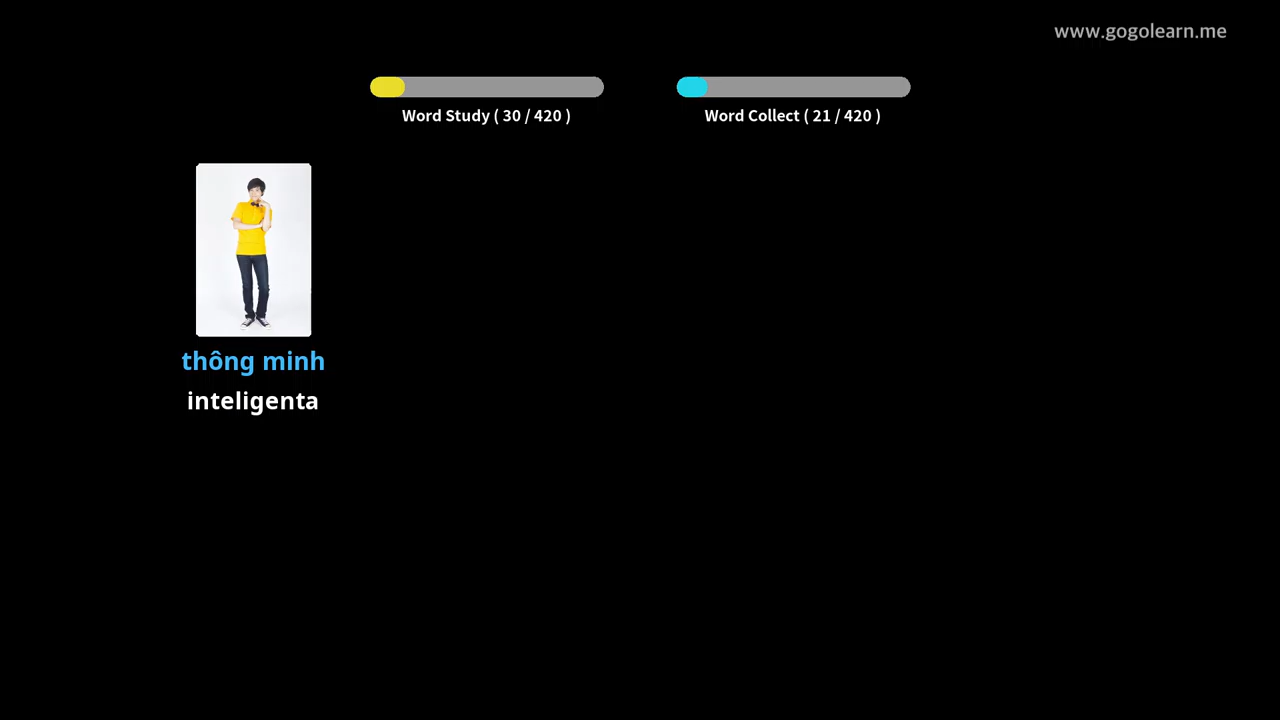 www.gogolearn.me
Word Study ( 30 / 420 )
Word Collect ( 21 / 420 )
thông minh
inteligenta